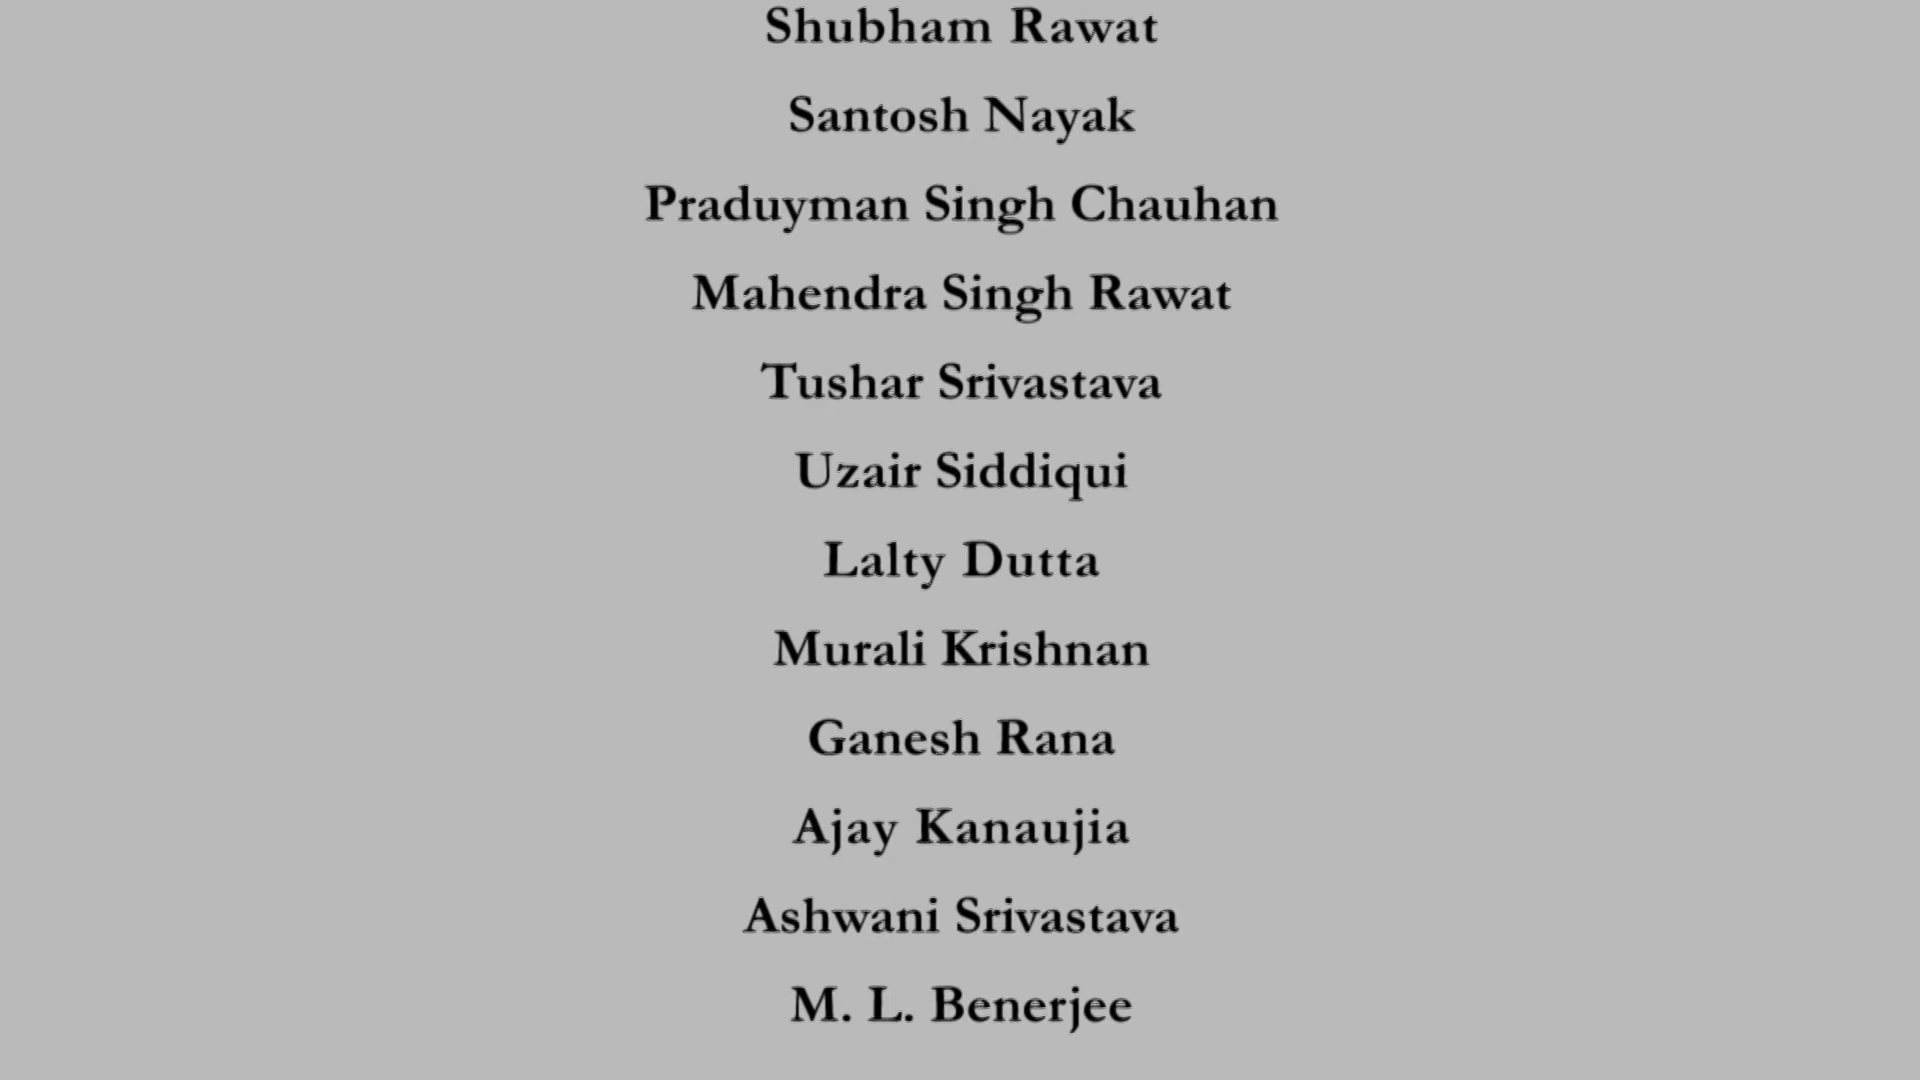 Shubham Rawat
Santosh Nayak
Praduyman Singh Chauhan
Mahendra Singh Rawat
Tushar Srivastava
Uzair Siddiqui
Lalty Dutta
Murali Krishnan
Ganesh Rana
Ajay Kanaujia
Ashwani Srivastava
M. L. Benerjee